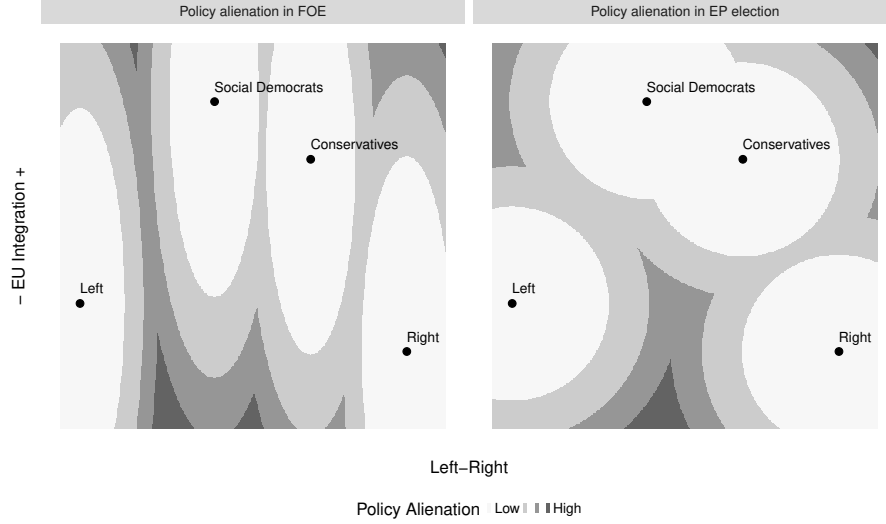 Policy alienation in FOE
Policy alienation in EP election
Social Democrats
Conservatives
Left
Right
Social Democrats
Conservatives
Left
Right
− EU Integration +
Left−Right
Policy Alienation Low High